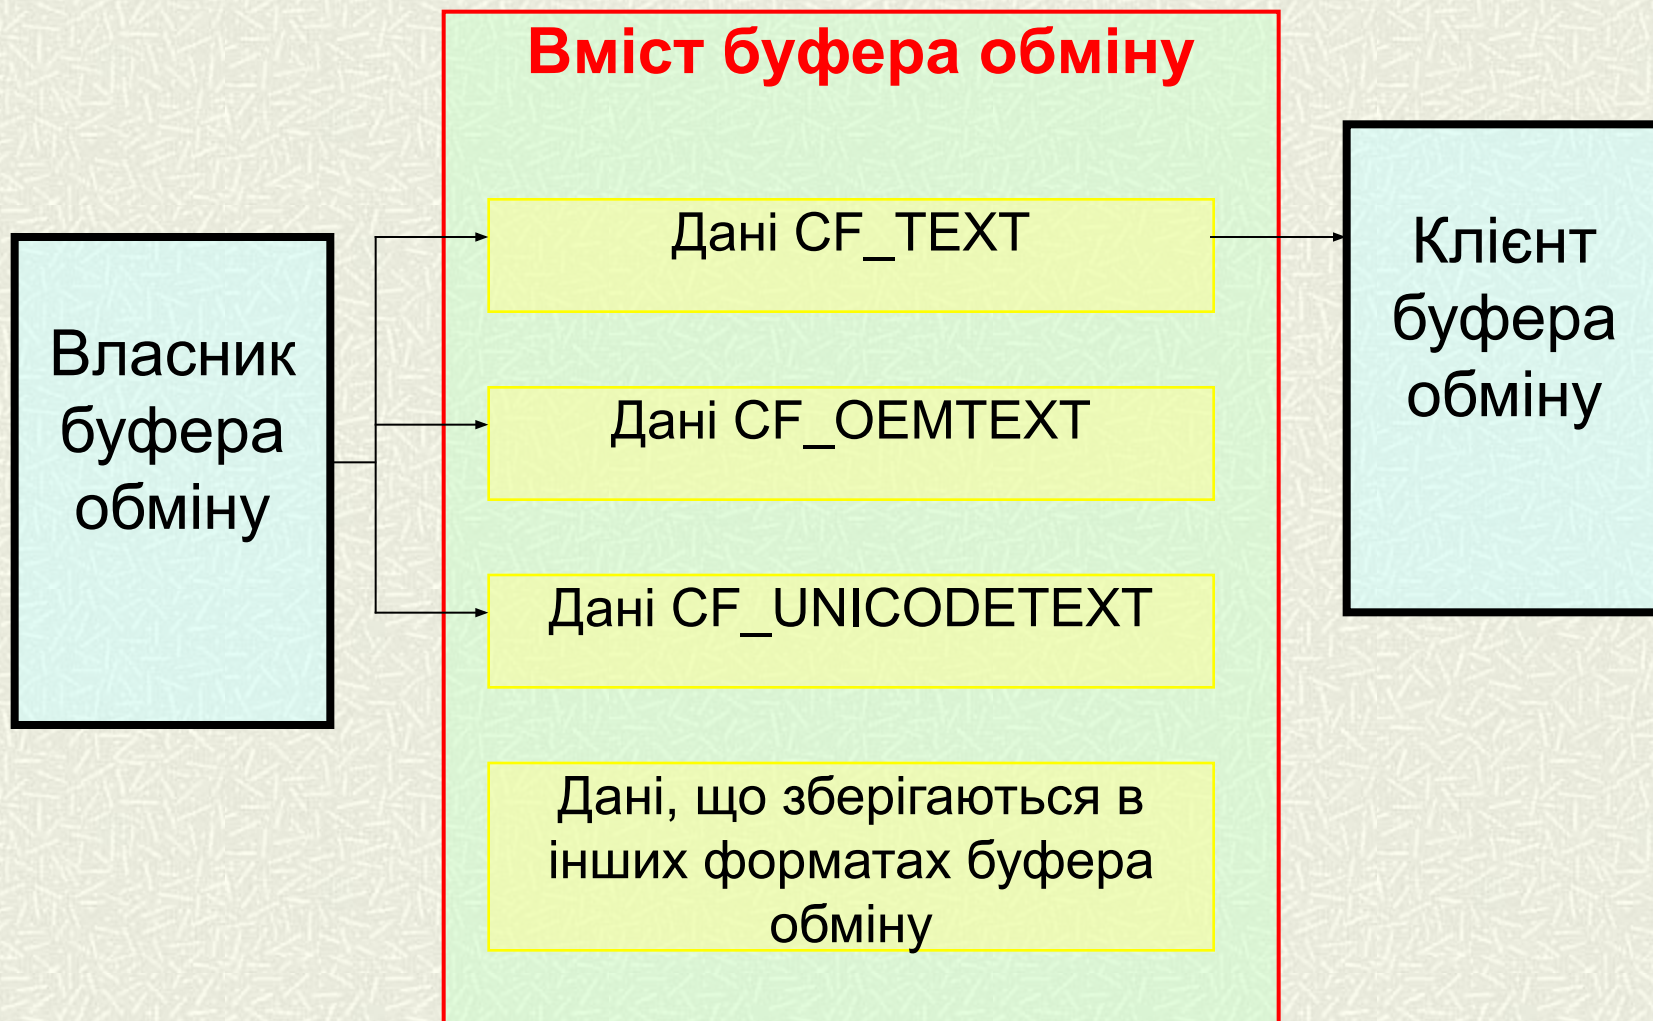 Вміст буфера обміну
Власник
буфера
обміну
Дані CF_TEXT
Дані CF_OEMTEXT
Дані CF_UNICODETEXT
Дані, що зберігаються в
інших форматах буфера
обміну
Клієнт
буфера
обміну